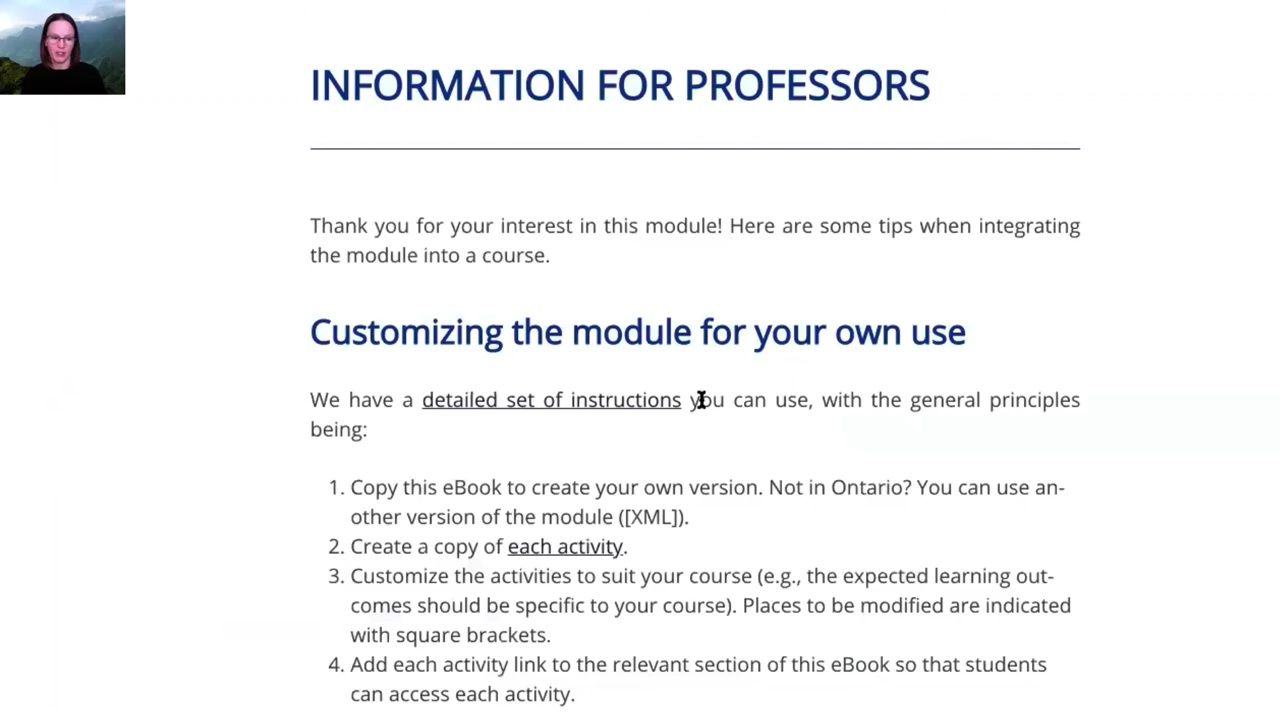 INFORMATION FOR PROFESSORS
Thank you for your interest in this module! Here are some tips when integrating
the module into a course.
Customizing the module for your own use
We have a detailed set of instructions you can use, with the general principles
being:
1. Copy this eBook to create your own version. Not in Ontario? You can use an-
other version of the module ([XML]).
2. Create a copy of each activity.
3. Customize the activities to suit your course (e.g., the expected learning out-
comes should be specific to your course). Places to be modified are indicated
with square brackets.
4. Add each activity link to the relevant section of this eBook so that students
can access each activity.